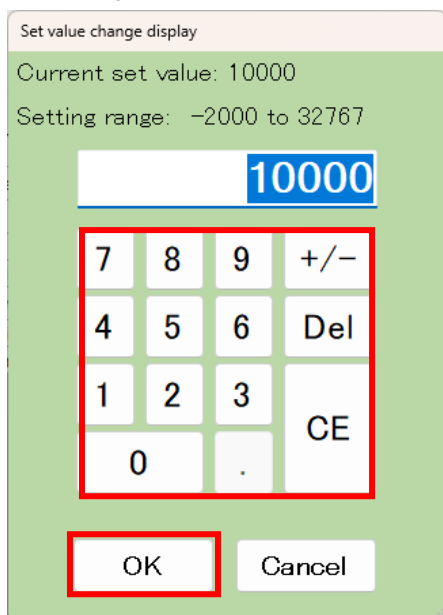 Set value change display
Current set value: 10000
Setting range: -2000 to 32767
10000
7 8 9 +/-
4 5 6 Del
1 2 3 CE
0 .
OK Cancel